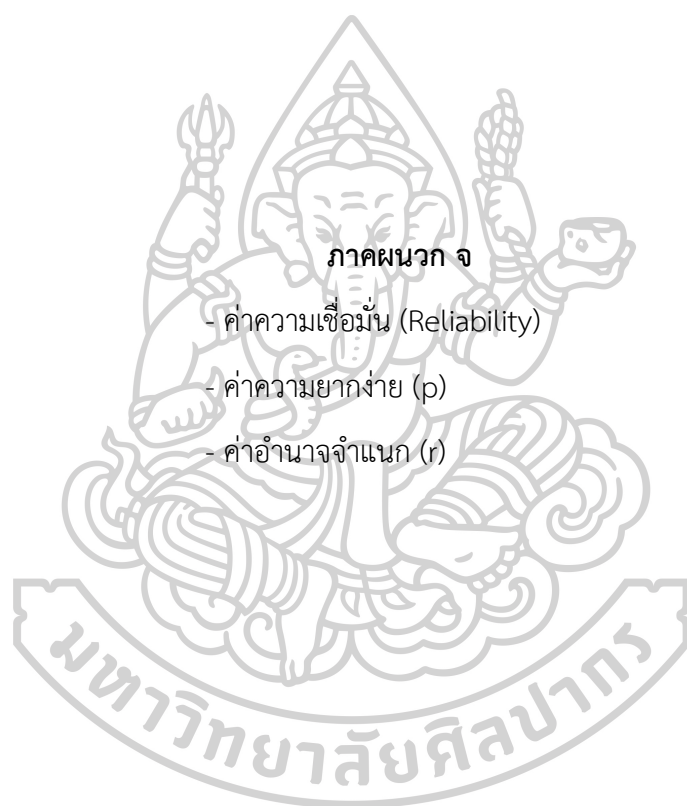 ภาคผนวก จ
- ค่าความเชื่อมั่น (Reliability)
- ค่าความยากง่าย (p)
- ค่าอำนาจจำแนก (r)
มหาวิทยาลัยศิลปากร